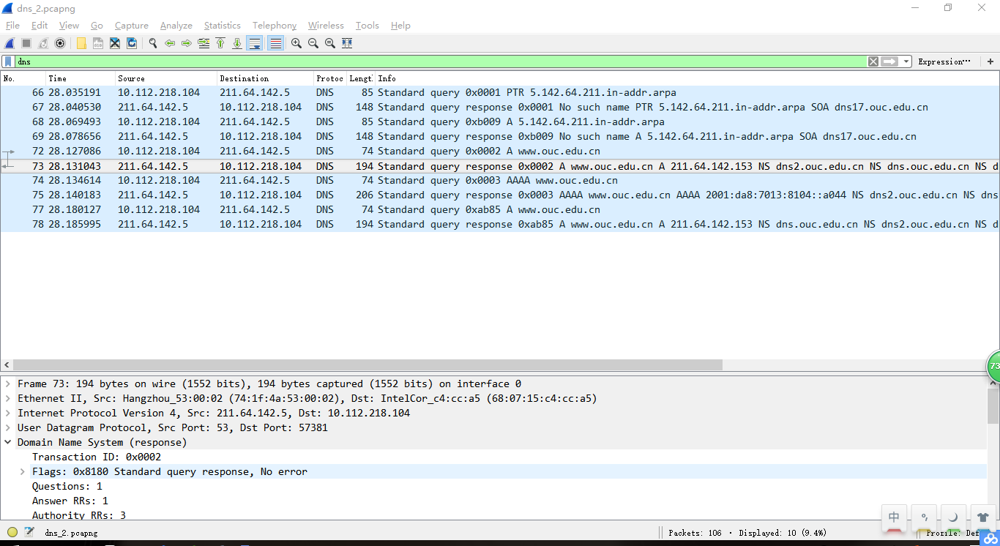 dns_2.pcapng
File Edit View Go Capture Analyze Statistics Telephony Wireless Tools Help
dns Expression…
No. Time Source Destination Protoc Lengt Info
66 28.035191 10.112.218.104 211.64.142.5 DNS 85 Standard query 0x0001 PTR 5.142.64.211.in-addr.arpa
67 28.040530 211.64.142.5 10.112.218.104 DNS 148 Standard query response 0x0001 No such name PTR 5.142.64.211.in-addr.arpa SOA dns17.ouc.edu.cn
68 28.069493 10.112.218.104 211.64.142.5 DNS 85 Standard query 0xb009 A 5.142.64.211.in-addr.arpa
69 28.078656 211.64.142.5 10.112.218.104 DNS 148 Standard query response 0xb009 No such name A 5.142.64.211.in-addr.arpa SOA dns17.ouc.edu.cn
72 28.127086 10.112.218.104 211.64.142.5 DNS 74 Standard query 0x0002 A www.ouc.edu.cn
73 28.131043 211.64.142.5 10.112.218.104 DNS 194 Standard query response 0x0002 A www.ouc.edu.cn A 211.64.142.153 NS dns2.ouc.edu.cn NS dns.ouc.edu.cn NS d
74 28.134614 10.112.218.104 211.64.142.5 DNS 74 Standard query 0x0003 AAAA www.ouc.edu.cn
75 28.140183 211.64.142.5 10.112.218.104 DNS 206 Standard query response 0x0003 AAAA www.ouc.edu.cn AAAA 2001:da8:7013:8104::a044 NS dns2.ouc.edu.cn NS dns
77 28.180127 10.112.218.104 211.64.142.5 DNS 74 Standard query 0xab85 A www.ouc.edu.cn
78 28.185995 211.64.142.5 10.112.218.104 DNS 194 Standard query response 0xab85 A www.ouc.edu.cn A 211.64.142.153 NS dns.ouc.edu.cn NS dns2.ouc.edu.cn NS d
73
Frame 73: 194 bytes on wire (1552 bits), 194 bytes captured (1552 bits) on interface 0
Ethernet II, Src: Hangzhou_53:00:02 (74:1f:4a:53:00:02), Dst: IntelCor_c4:cc:a5 (68:07:15:c4:cc:a5)
Internet Protocol Version 4, Src: 211.64.142.5, Dst: 10.112.218.104
User Datagram Protocol, Src Port: 53, Dst Port: 57381
Domain Name System (response)
Transaction ID: 0x0002
Flags: 0x8180 Standard query response, No error
Questions: 1
Answer RRs: 1
Authority RRs: 3
中
dns_2.pcapng Packets: 106 · Displayed: 10 (9.4%) Profile: Def